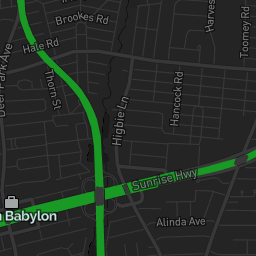 Brookes Rd
Harves
Toomey Rd
Hale Rd
Deer Park Ave
Thorn St
Higbie Ln
Hancock Rd
Sunrise Hwy
Babylon
Alinda Ave